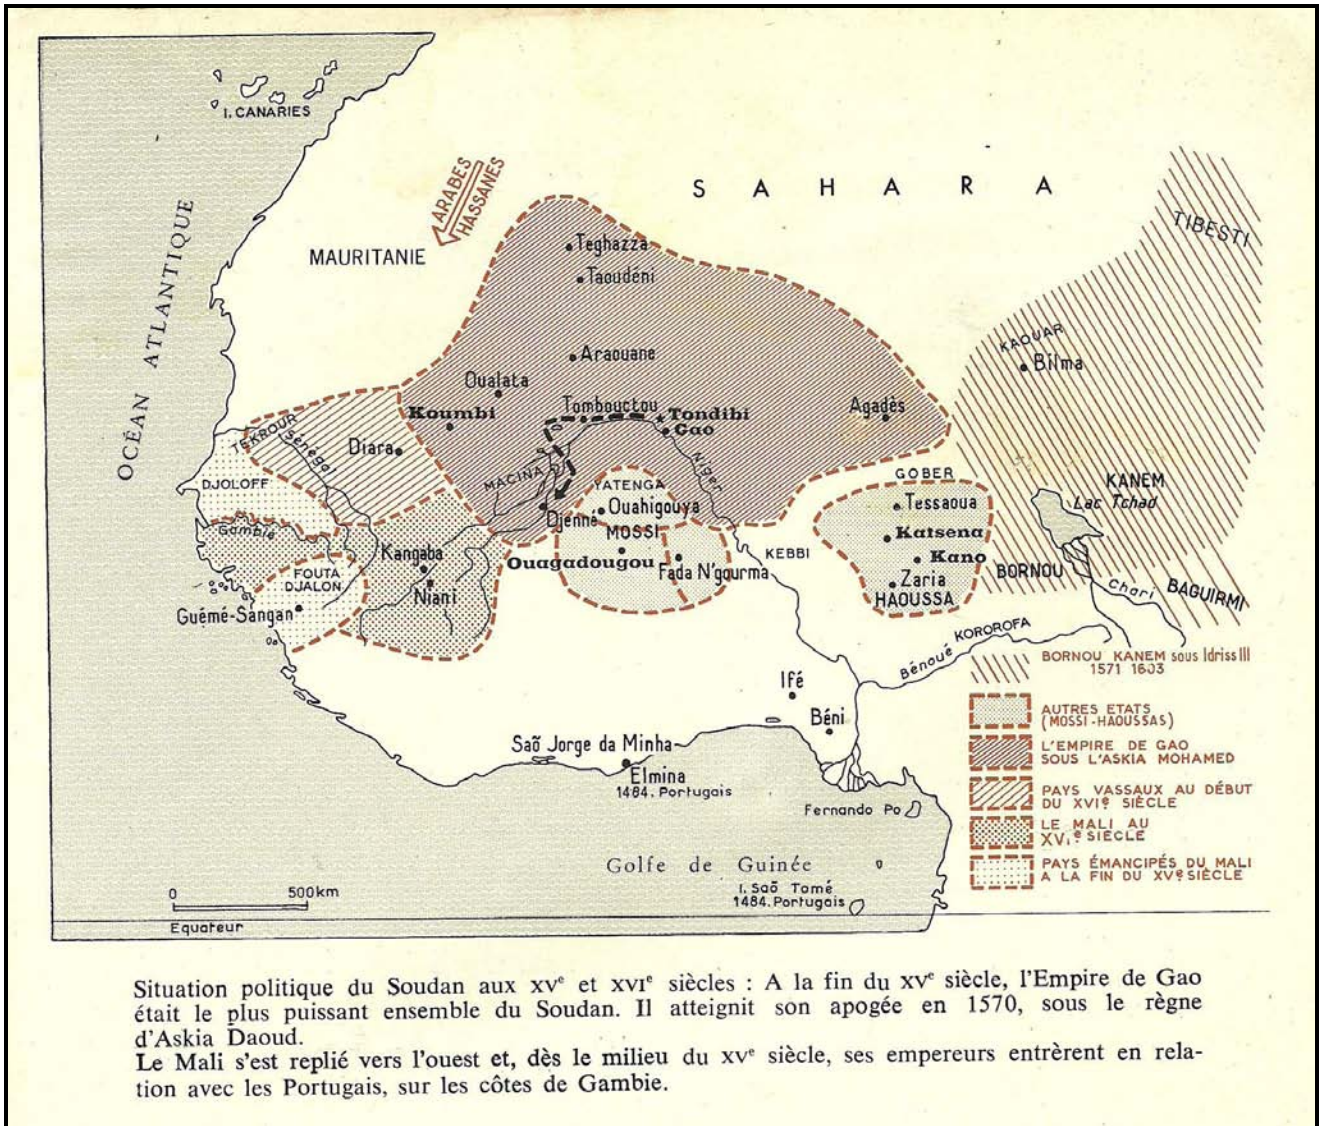 I. CANARIES
ARABES
HASSANES
S A H A R A
TIBESTI
OCÉAN ATLANTIQUE
MAURITANIE
Teghazza
Taoudéni
KAOUAR
Bilma
Araouane
Oualata
Koumbi
Tombouctou
Tondibi
Gao
Agadès
TEKROUR
Sénégal
Diara
MACINA
Niger
DJOLOFF
YATENGA
GOBER
KANEM
Lac Tchad
Djenné
Ouahigouya
Tessaoua
Gambie
MOSSI
Katsena
Kangaba
Ouagadougou
Fada N'gourma
KEBBI
Kano
BORNOU
FOUTA
DJALON
Niani
Zaria
HAOUSSA
Chari
BAGUIRMI
Guémé-Sangan
KOROROFA
Bénoué
BORNOU KANEM sous Idriss III
1571 1603
Ifé
Béni
AUTRES ETATS
(MOSSI-HAOUSSAS)
Saõ Jorge da Minha
Elmina
1484. Portugais
L'EMPIRE DE GAO
SOUS L'ASKIA MOHAMED
Fernando Po
PAYS VASSAUX AU DÉBUT
DU XVIe SIÈCLE
LE MALI AU
XVIe SIECLE
Golfe de Guinée
PAYS ÉMANCIPÉS DU MALI
A LA FIN DU XVe SIÈCLE
I. Saõ Tomé
1484. Portugais
0 500km
Equateur
Situation politique du Soudan aux XVe et XVIe siècles : A la fin du XVe siècle, l'Empire de Gao
était le plus puissant ensemble du Soudan. Il atteignit son apogée en 1570, sous le règne
d'Askia Daoud.
Le Mali s'est replié vers l'ouest et, dès le milieu du XVe siècle, ses empereurs entrèrent en rela-
tion avec les Portugais, sur les côtes de Gambie.